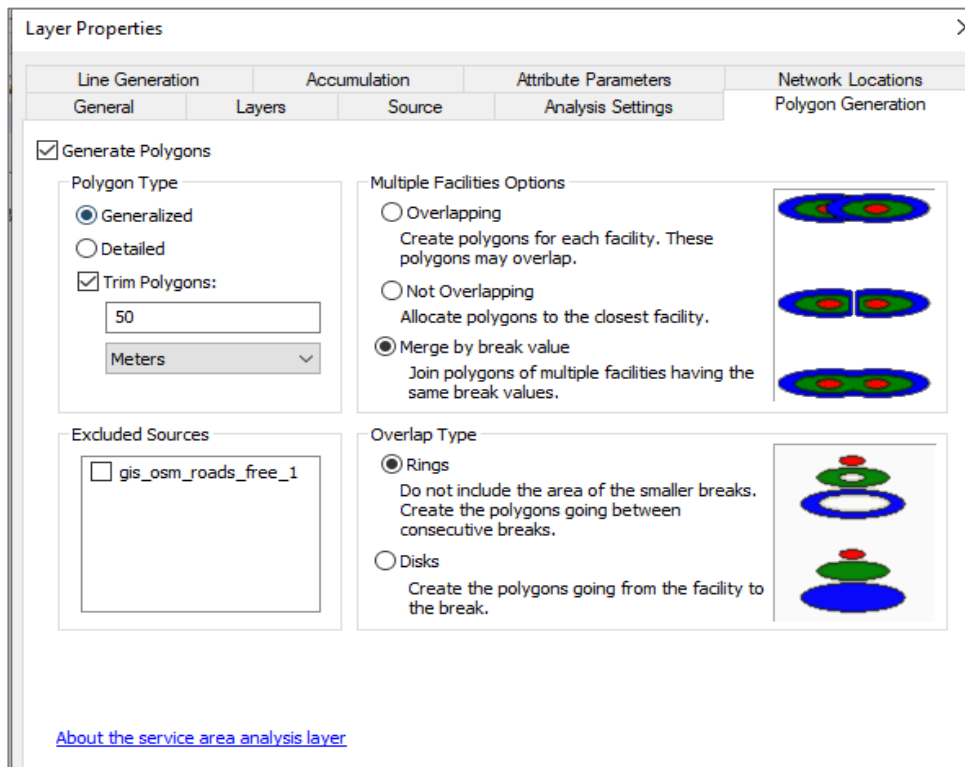 Layer Properties
Line Generation
Accumulation
Attribute Parameters
Network Locations
General
Layers
Source
Analysis Settings
Polygon Generation
Generate Polygons
Polygon Type
Generalized
Detailed
Trim Polygons:
50
Meters
Multiple Facilities Options
Overlapping
Create polygons for each facility. These
polygons may overlap.
Not Overlapping
Allocate polygons to the closest facility.
Merge by break value
Join polygons of multiple facilities having the
same break values.
Excluded Sources
gis_osm_roads_free_1
Overlap Type
Rings
Do not include the area of the smaller breaks.
Create the polygons going between
consecutive breaks.
Disks
Create the polygons going from the facility to
the break.
About the service area analysis layer